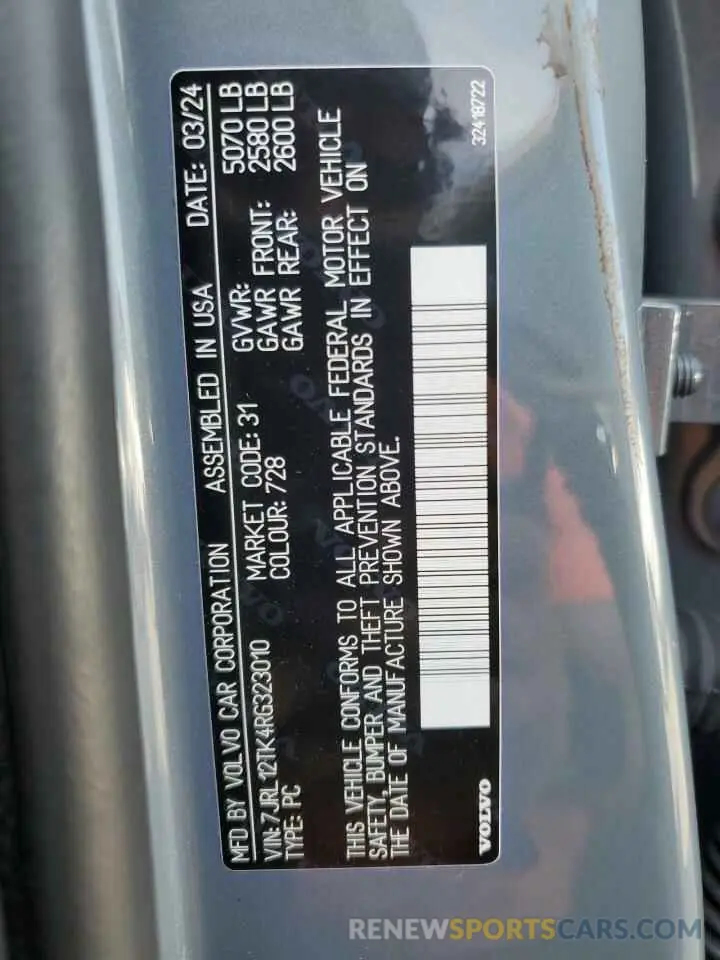 MFD BY VOLVO CAR CORPORATION ASSEMBLED IN USA DATE: 03/24
VIN: 7JRL12TK4RG323010 MARKET CODE: 31 GVWR: 5070 LB
TYPE: PC COLOUR: 728 GAWR FRONT: 2580 LB
GAWR REAR: 2600 LB
THIS VEHICLE CONFORMS TO ALL APPLICABLE FEDERAL MOTOR VEHICLE
SAFETY, BUMPER AND THEFT PREVENTION STANDARDS IN EFFECT ON
THE DATE OF MANUFACTURE SHOWN ABOVE.
VOLVO 32418722
RENEWSPORTSCARS.COM